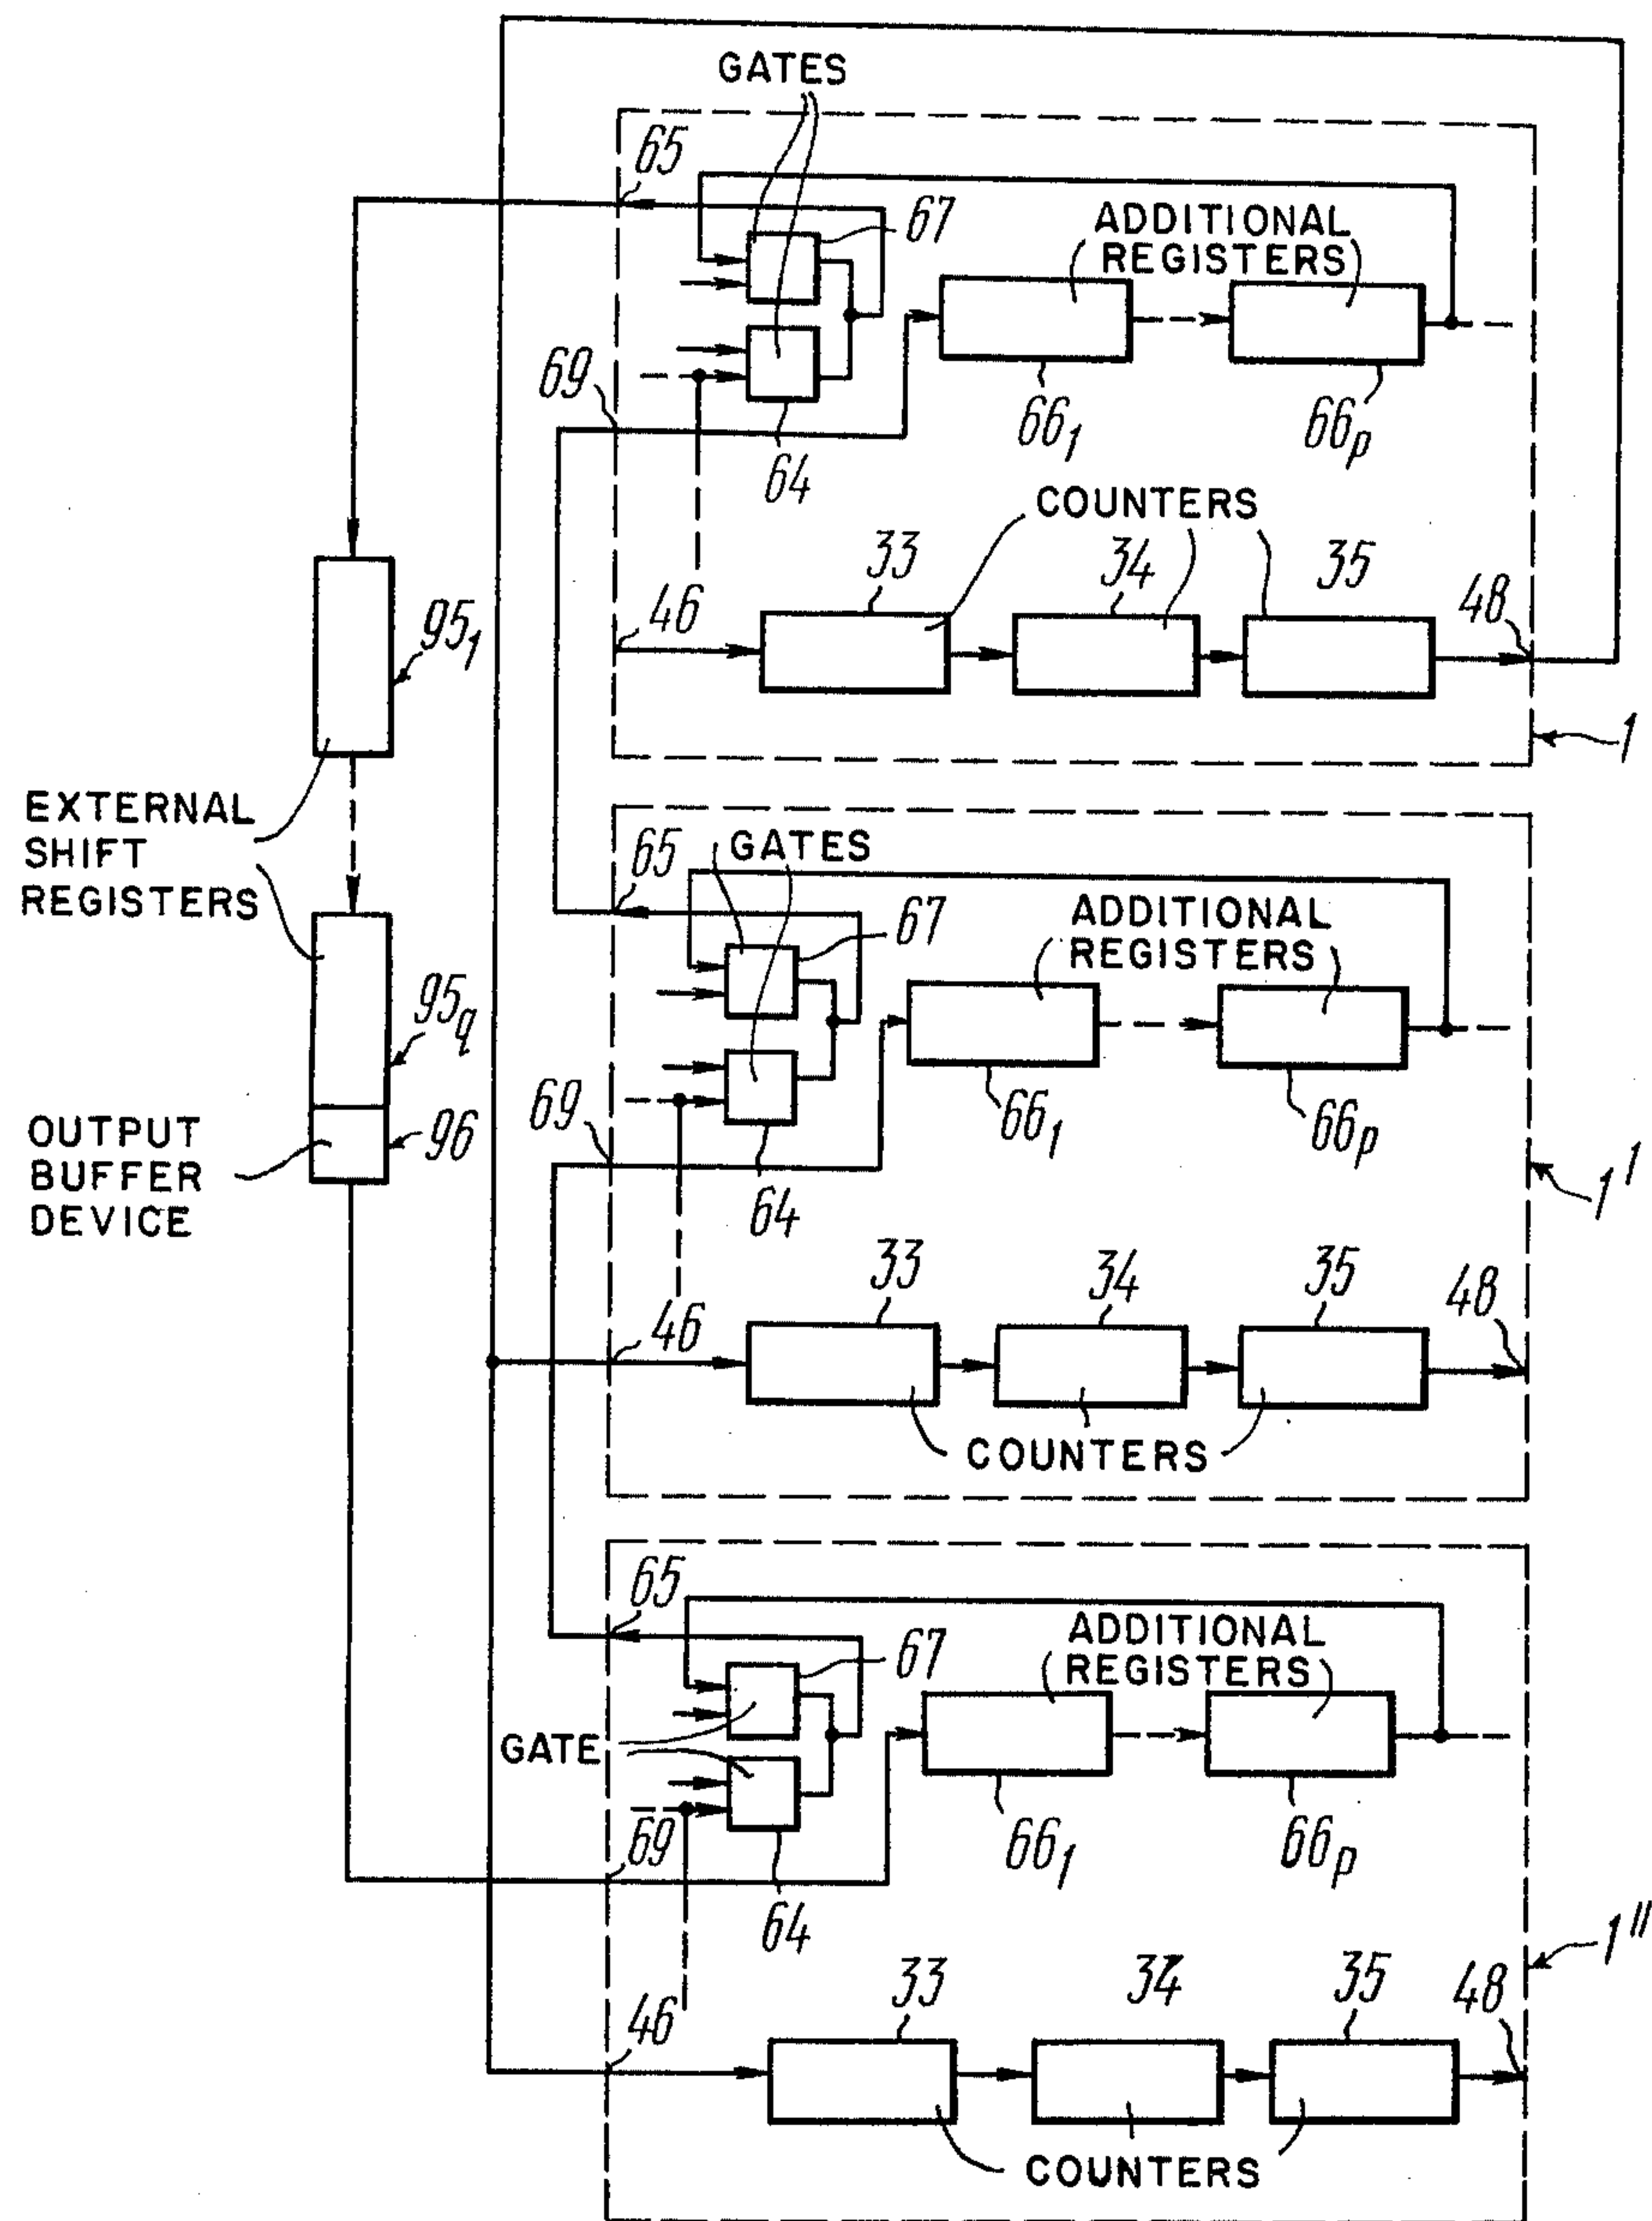 GATES
65
67
ADDITIONAL
REGISTERS
69
64
66₁
66p
COUNTERS
33
34
35
46
48
1
95₁
EXTERNAL
SHIFT
REGISTERS
95q
OUTPUT
BUFFER
DEVICE
96
65
GATES
67
ADDITIONAL
REGISTERS
69
64
66₁
66p
1'
33
34
35
46
48
COUNTERS
65
67
ADDITIONAL
REGISTERS
GATE
69
64
66₁
66p
1"
33
34
35
46
48
COUNTERS